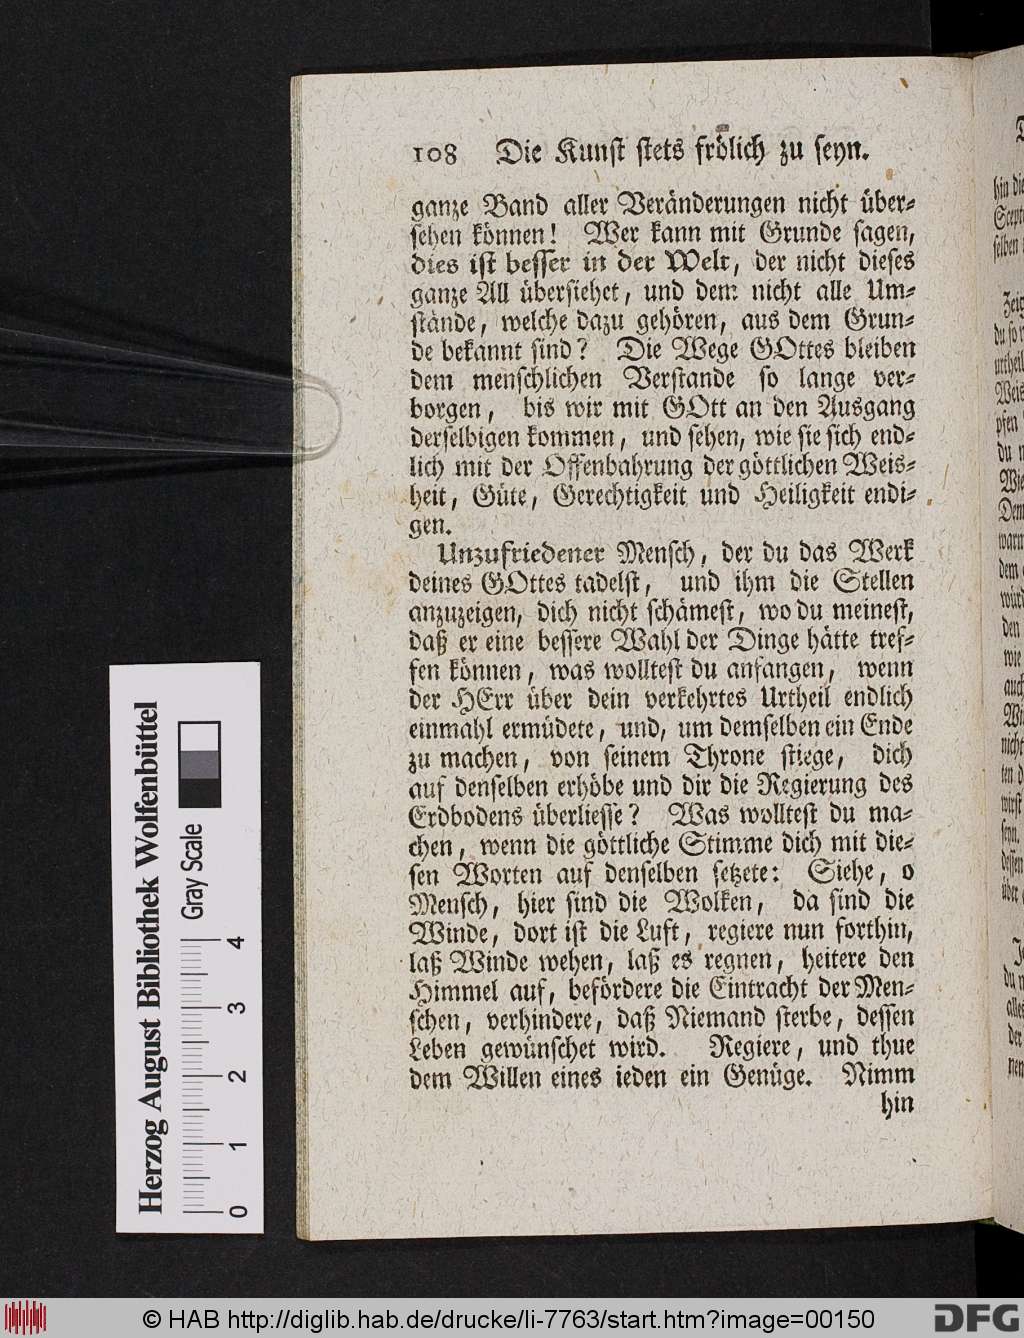 108 Die Kunst stets frölich zu seyn.
ganze Band aller Veränderungen nicht über-
sehen können! Wer kann mit Grunde sagen,
dies ist besser in der Welt, der nicht dieses
ganze All übersiehet, und dem nicht alle Um-
stände, welche dazu gehören, aus dem Grun-
de bekannt sind? Die Wege GOttes bleiben
dem menschlichen Verstande so lange ver-
borgen, bis wir mit GOtt an den Ausgang
derselbigen kommen, und sehen, wie sie sich end-
lich mit der Offenbahrung der göttlichen Weis-
heit, Güte, Gerechtigkeit und Heiligkeit endi-
gen.
Unzufriedener Mensch, der du das Werk
deines GOttes tadelst, und ihm die Stellen
anzuzeigen, dich nicht schämest, wo du meinest,
daß er eine bessere Wahl der Dinge hätte tref-
fen können, was wolltest du anfangen, wenn
der HErr über dein verkehrtes Urtheil endlich
einmahl ermüdete, und, um demselben ein Ende
zu machen, von seinem Throne stiege, dich
auf denselben erhöbe und dir die Regierung des
Erdbodens überliesse? Was wolltest du ma-
chen, wenn die göttliche Stimme dich mit die-
sen Worten auf denselben setzete: Siehe, o
Mensch, hier sind die Wolken, da sind die
Winde, dort ist die Luft, regiere nun forthin,
laß Winde wehen, laß es regnen, heitere den
Himmel auf, befördere die Eintracht der Men-
schen, verhindere, daß Niemand sterbe, dessen
Leben gewünschet wird. Regiere, und thue
dem Willen eines ieden ein Genüge. Nimm
hin
Herzog August Bibliothek Wolfenbüttel
Gray Scale
0 1 2 3 4
© HAB http://diglib.hab.de/drucke/li-7763/start.htm?image=00150
DFG